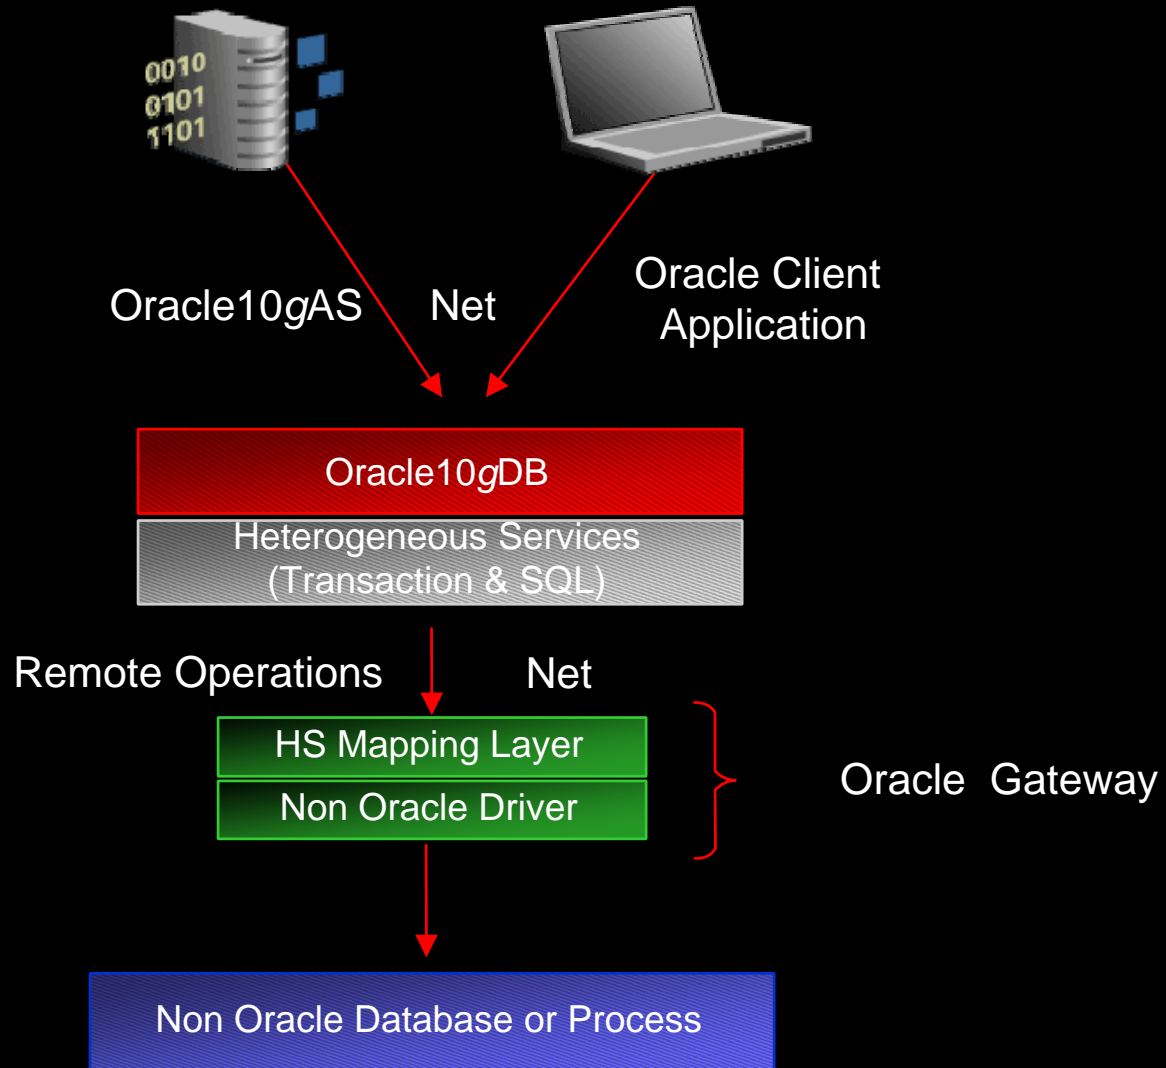 0010
0101
1101
Oracle10gAS
Net
Oracle Client
Application
Oracle10gDB
Heterogeneous Services
(Transaction & SQL)
Remote Operations
Net
HS Mapping Layer
Non Oracle Driver
Oracle Gateway
Non Oracle Database or Process